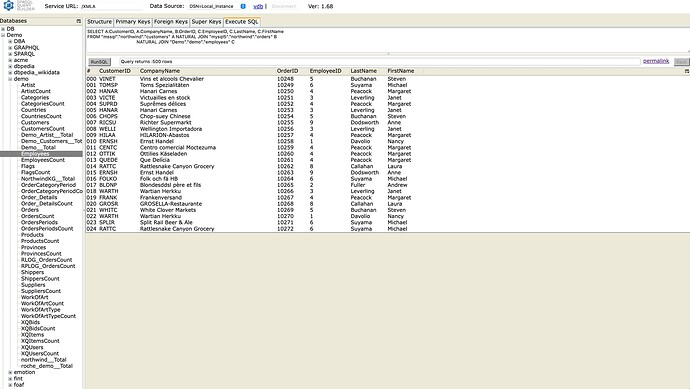 Service URL: /XMLA Data Source: DSN=Local_Instance vdb | Disconnect Ver: 1.68
Databases
DB
Demo
DBA
GRAPHQL
SPARQL
acme
dbpedia
dbpedia_wikidata
demo
Artist
ArtistCount
Categories
CategoriesCount
Countries
CountriesCount
Customers
CustomersCount
Demo_Artist__Total
Demo_Customers__Tot
Demo__Total
Employees
EmployeesCount
Flags
FlagsCount
NorthwindKG__Total
OrderCategoryPeriod
OrderCategoryPeriodCo
Order_Details
Order_DetailsCount
Orders
OrdersCount
OrdersPeriods
OrdersPeriodsCount
Products
ProductsCount
Provinces
ProvincesCount
RLOG_OrdersCount
RPLOG_OrdersCount
Shippers
ShippersCount
Suppliers
SuppliersCount
WorkOfArt
WorkOfArtCount
WorkOfArtType
WorkOfArtTypeCount
XQBids
XQBidsCount
XQItems
XQItemsCount
XQUsers
XQUsersCount
northwind__Total
roche_demo__Total
emotion
fint
foaf
Structure Primary Keys Foreign Keys Super Keys Execute SQL
SELECT A.CustomerID, A.CompanyName, B.OrderID, C.EmployeeID, C.LastName, C.FirstName
FROM "mssql"."northwind"."customers" A NATURAL JOIN "mysql5"."northwind"."orders" B
NATURAL JOIN "Demo"."demo"."employees" C
RunSQL Query returns :500 rows permalink
# CustomerID CompanyName OrderID EmployeeID LastName FirstName
000 VINET Vins et alcools Chevalier 10248 5 Buchanan Steven
001 TOMSP Toms Spezialitäten 10249 6 Suyama Michael
002 HANAR Hanari Carnes 10250 4 Peacock Margaret
003 VICTE Victuailles en stock 10251 3 Leverling Janet
004 SUPRD Suprêmes délices 10252 4 Peacock Margaret
005 HANAR Hanari Carnes 10253 3 Leverling Janet
006 CHOPS Chop-suey Chinese 10254 5 Buchanan Steven
007 RICSU Richter Supermarkt 10255 9 Dodsworth Anne
008 WELLI Wellington Importadora 10256 3 Leverling Janet
009 HILAA HILARION-Abastos 10257 4 Peacock Margaret
010 ERNSH Ernst Handel 10258 1 Davolio Nancy
011 CENTC Centro comercial Moctezuma 10259 4 Peacock Margaret
012 OTTIK Ottilies Käseladen 10260 4 Peacock Margaret
013 QUEDE Que Delícia 10261 4 Peacock Margaret
014 RATTC Rattlesnake Canyon Grocery 10262 8 Callahan Laura
015 ERNSH Ernst Handel 10263 9 Dodsworth Anne
016 FOLKO Folk och fä HB 10264 6 Suyama Michael
017 BLONP Blondesddsl père et fils 10265 2 Fuller Andrew
018 WARTH Wartian Herkku 10266 3 Leverling Janet
019 FRANK Frankenversand 10267 4 Peacock Margaret
020 GROSR GROSELLA-Restaurante 10268 8 Callahan Laura
021 WHITC White Clover Markets 10269 5 Buchanan Steven
022 WARTH Wartian Herkku 10270 1 Davolio Nancy
023 SPLIR Split Rail Beer & Ale 10271 6 Suyama Michael
024 RATTC Rattlesnake Canyon Grocery 10272 6 Suyama Michael